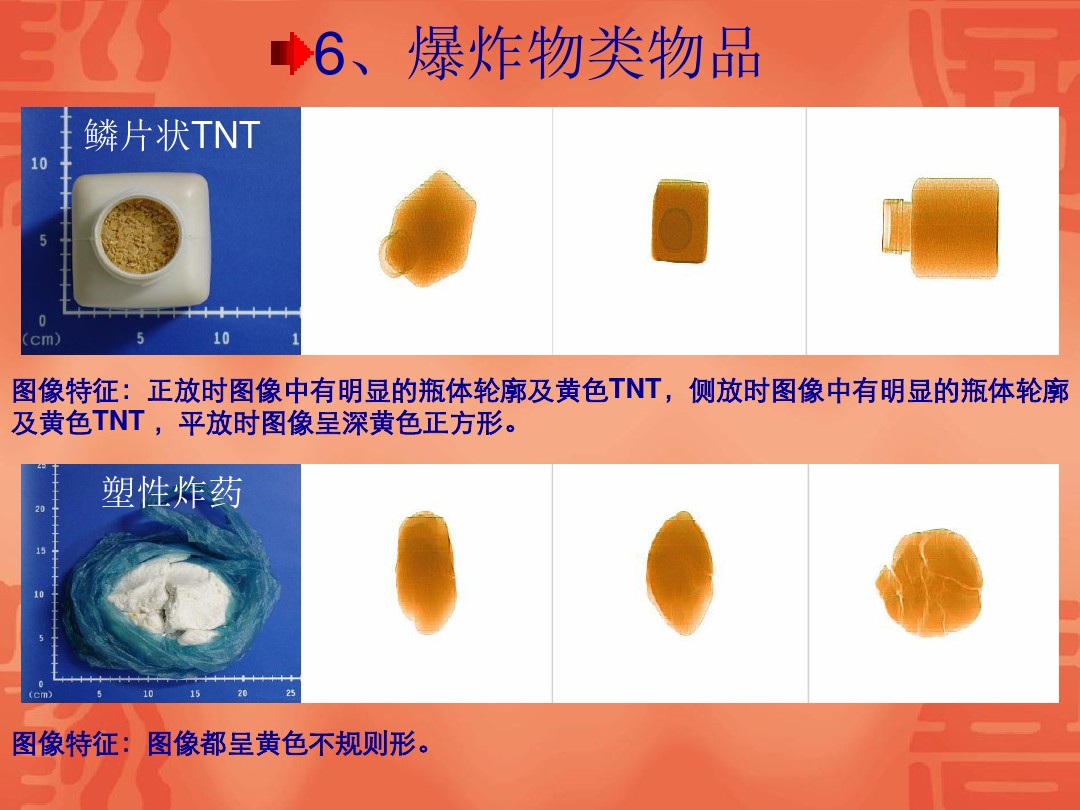 6、爆炸物类物品
鳞片状TNT
10
5
0
(cm)
5
10
1
图像特征：正放时图像中有明显的瓶体轮廓及黄色TNT，侧放时图像中有明显的瓶体轮廓
及黄色TNT ，平放时图像呈深黄色正方形。
25
塑性炸药
20
15
10
5
0
(cm)
5
10
15
20
25
图像特征：图像都呈黄色不规则形。